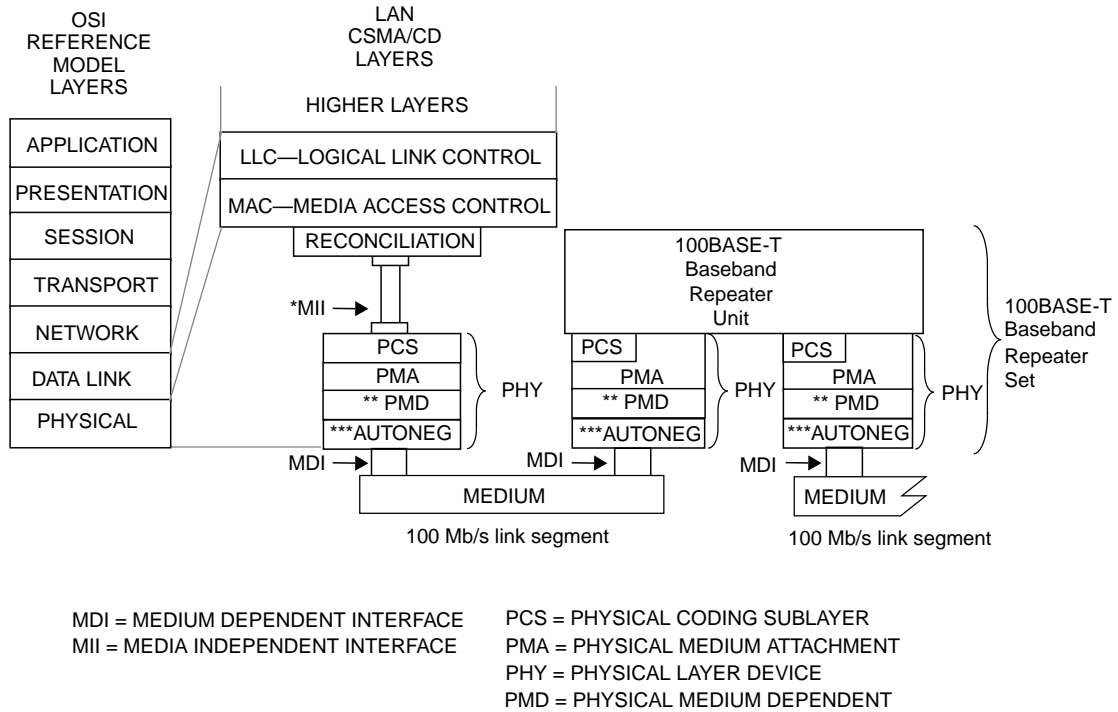 OSI
REFERENCE
MODEL
LAYERS
LAN
CSMA/CD
LAYERS
HIGHER LAYERS
APPLICATION
PRESENTATION
SESSION
TRANSPORT
NETWORK
DATA LINK
PHYSICAL
LLC—LOGICAL LINK CONTROL
MAC—MEDIA ACCESS CONTROL
RECONCILIATION
*MII
PCS
PMA
** PMD
***AUTONEG
PHY
MDI
100BASE-T
Baseband
Repeater
Unit
PCS
PMA
** PMD
***AUTONEG
PHY
MDI
PCS
PMA
** PMD
***AUTONEG
PHY
MDI
100BASE-T
Baseband
Repeater
Set
MEDIUM
100 Mb/s link segment
MEDIUM
100 Mb/s link segment
MDI = MEDIUM DEPENDENT INTERFACE
MII = MEDIA INDEPENDENT INTERFACE
PCS = PHYSICAL CODING SUBLAYER
PMA = PHYSICAL MEDIUM ATTACHMENT
PHY = PHYSICAL LAYER DEVICE
PMD = PHYSICAL MEDIUM DEPENDENT